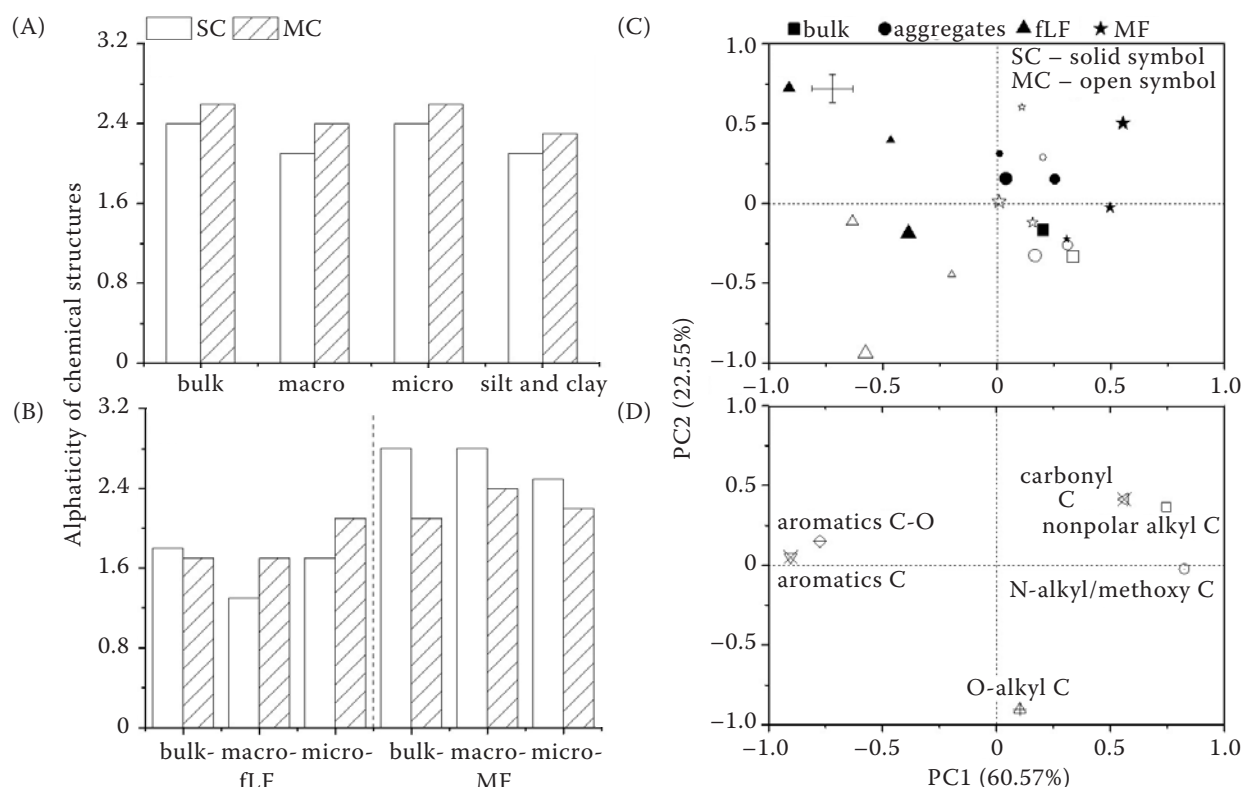 (A)
SC MC
3.2
2.4
1.6
0.8
0
bulk macro micro silt and clay
Alphaticity of chemical structures
(B)
3.2
2.4
1.6
0.8
0
bulk- macro- micro- bulk- macro- micro-
fLF MF
(C)
bulk aggregates fLF MF
SC – solid symbol
MC – open symbol
1.0
0.5
0
−0.5
−1.0
−1.0 −0.5 0 0.5 1.0
PC2 (22.55%)
(D)
1.0
0.5
0
−0.5
−1.0
carbonyl
C
nonpolar alkyl C
aromatics C-O
aromatics C
N-alkyl/methoxy C
O-alkyl C
−1.0 −0.5 0 0.5 1.0
PC1 (60.57%)